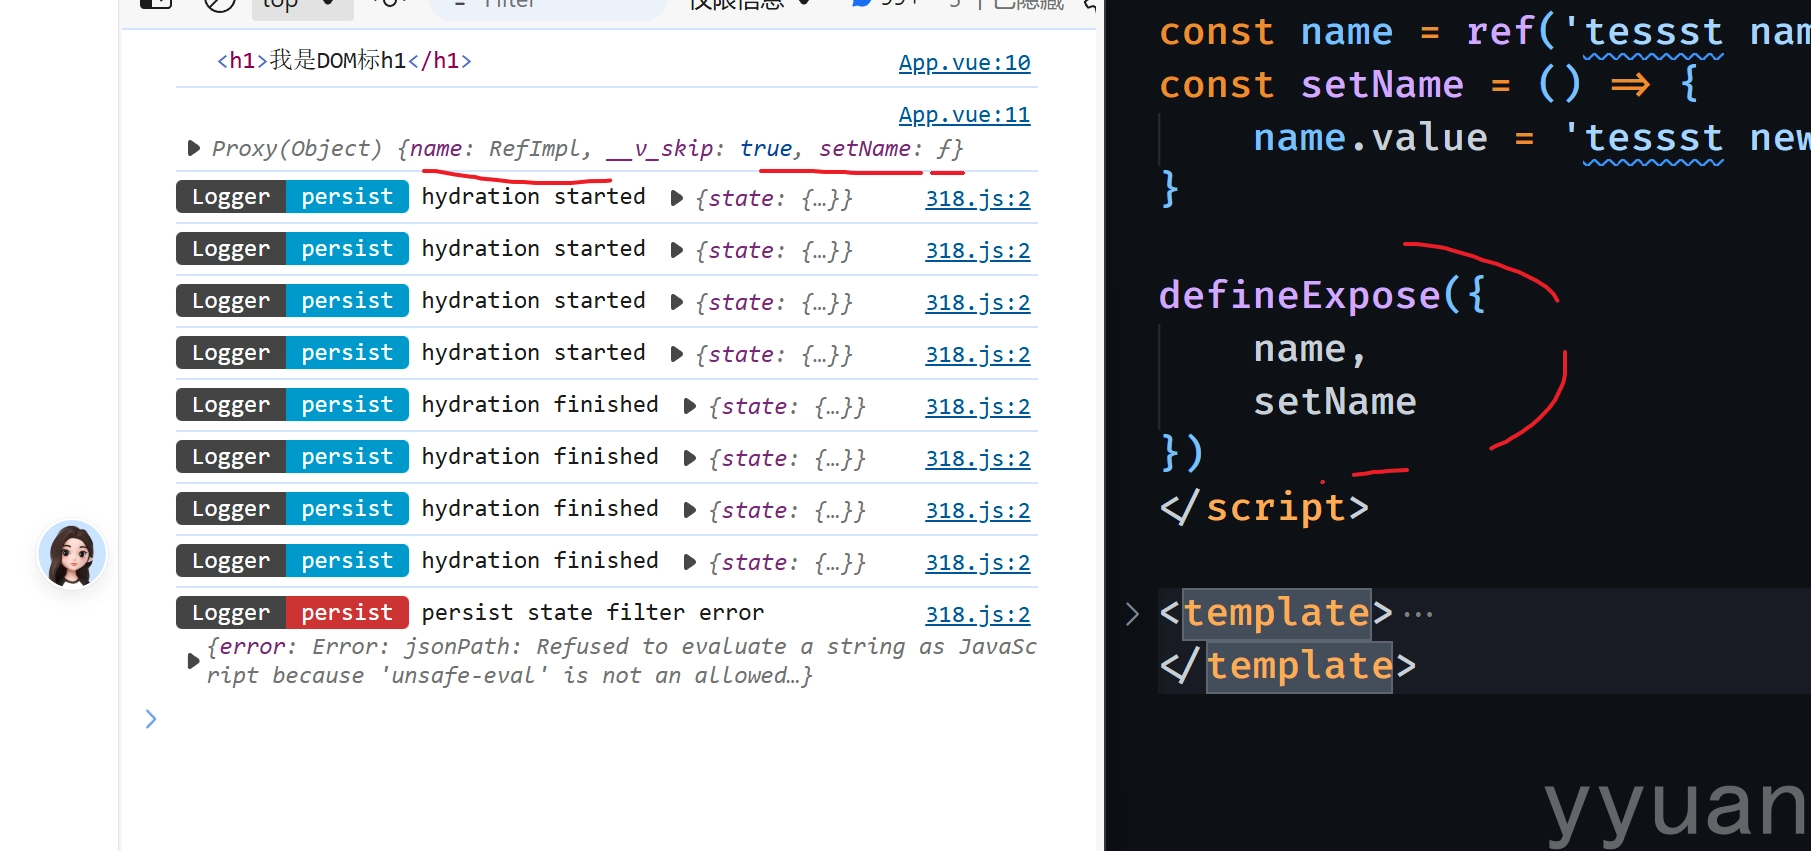 top
Filter
仅限信息
99+
已隐藏
<h1>我是DOM标h1</h1>
App.vue:10
App.vue:11
Proxy(Object) {name: RefImpl, __v_skip: true, setName: ƒ}
Logger persist hydration started {state: {…}} 318.js:2
Logger persist hydration started {state: {…}} 318.js:2
Logger persist hydration started {state: {…}} 318.js:2
Logger persist hydration started {state: {…}} 318.js:2
Logger persist hydration finished {state: {…}} 318.js:2
Logger persist hydration finished {state: {…}} 318.js:2
Logger persist hydration finished {state: {…}} 318.js:2
Logger persist hydration finished {state: {…}} 318.js:2
Logger persist persist state filter error 318.js:2
{error: Error: jsonPath: Refused to evaluate a string as JavaSc
ript because 'unsafe-eval' is not an allowed…}
const name = ref('tessst nam
const setName = () => {
name.value = 'tessst new
}
defineExpose({
name,
setName
})
</script>
<template> ...
</template>
yyuan